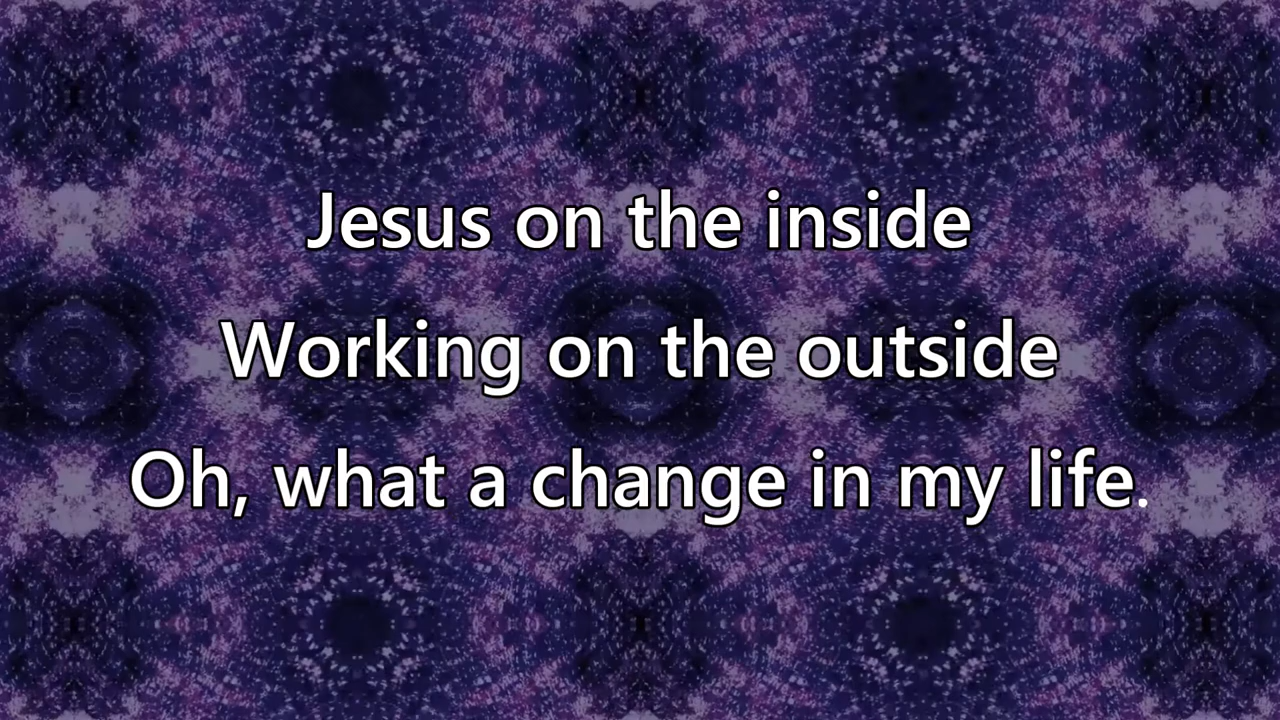 Jesus on the inside
Working on the outside
Oh, what a change in my life.